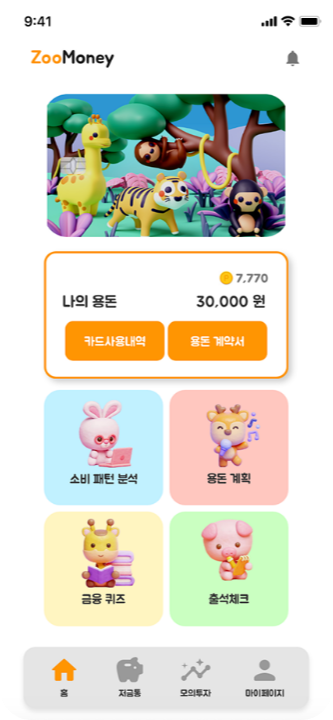 9:41
ZooMoney
7,770
나의 용돈 30,000 원
카드사용내역 용돈 계약서
소비 패턴 분석 용돈 계획
금융 퀴즈 출석체크
홈 저금통 모의투자 마이페이지